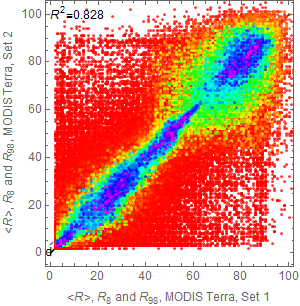 R²=0.828
100
80
60
40
20
0
<R>, R₈ and R₉₈, MODIS Terra, Set 2
0 20 40 60 80 100
<R>, R₈ and R₉₈, MODIS Terra, Set 1